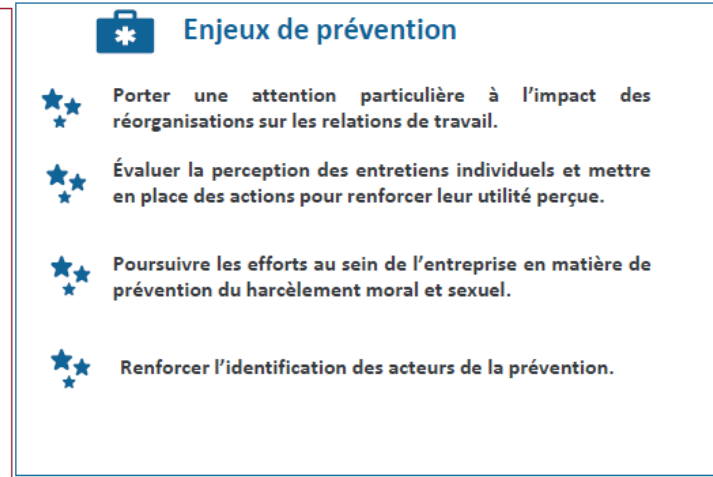 Enjeux de prévention
Porter une attention particulière à l'impact des
réorganisations sur les relations de travail.
Évaluer la perception des entretiens individuels et mettre
en place des actions pour renforcer leur utilité perçue.
Poursuivre les efforts au sein de l'entreprise en matière de
prévention du harcèlement moral et sexuel.
Renforcer l'identification des acteurs de la prévention.